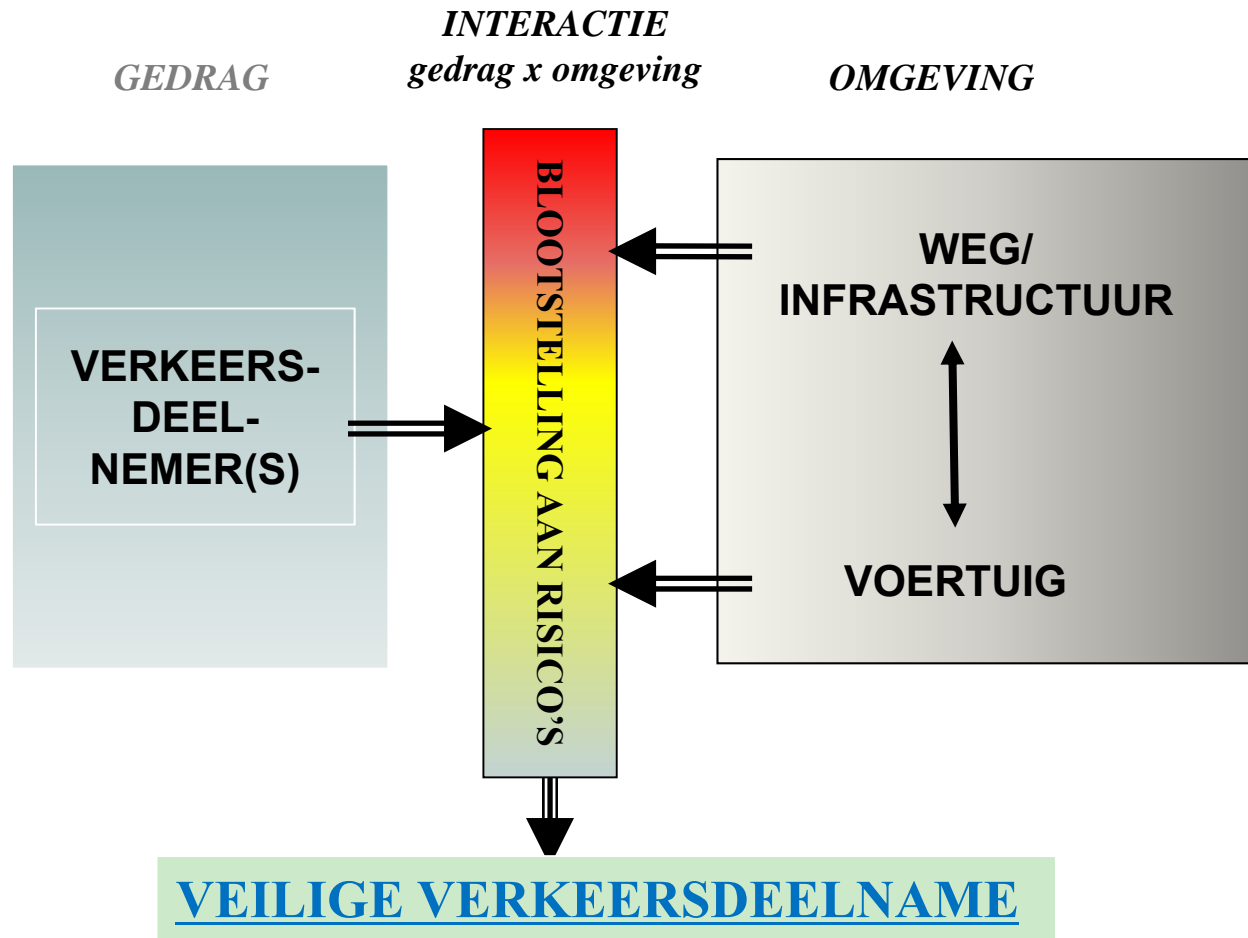 INTERACTIE
gedrag x omgeving
GEDRAG
OMGEVING
BLOOTSTELLING AAN RISICO'S
VERKEERS-
DEEL-
NEMER(S)
WEG/
INFRASTRUCTUUR
VOERTUIG
VEILIGE VERKEERSDEELNAME